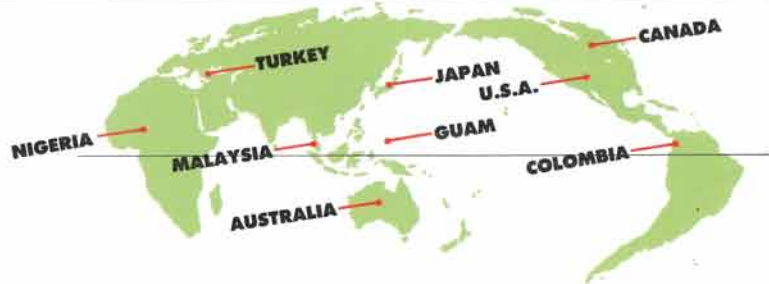 CANADA
TURKEY
JAPAN
U.S.A.
NIGERIA
MALAYSIA
GUAM
COLOMBIA
AUSTRALIA